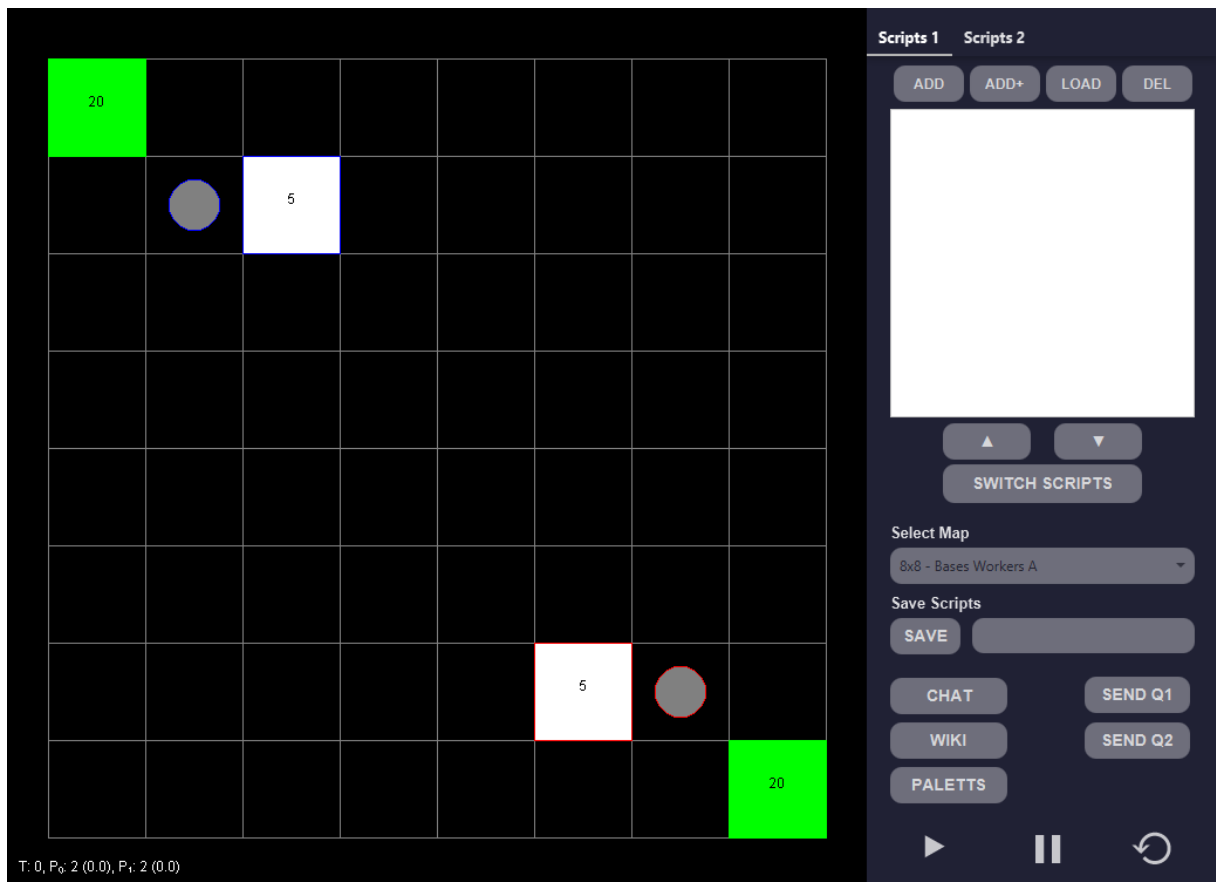 Scripts 1 Scripts 2
ADD ADD+ LOAD DEL
20
5
▲ ▼
SWITCH SCRIPTS
Select Map
8x8 - Bases Workers A
Save Scripts
SAVE
5
CHAT SEND Q1
WIKI SEND Q2
20
PALETTS
T: 0, P₀: 2 (0.0), P₁: 2 (0.0)